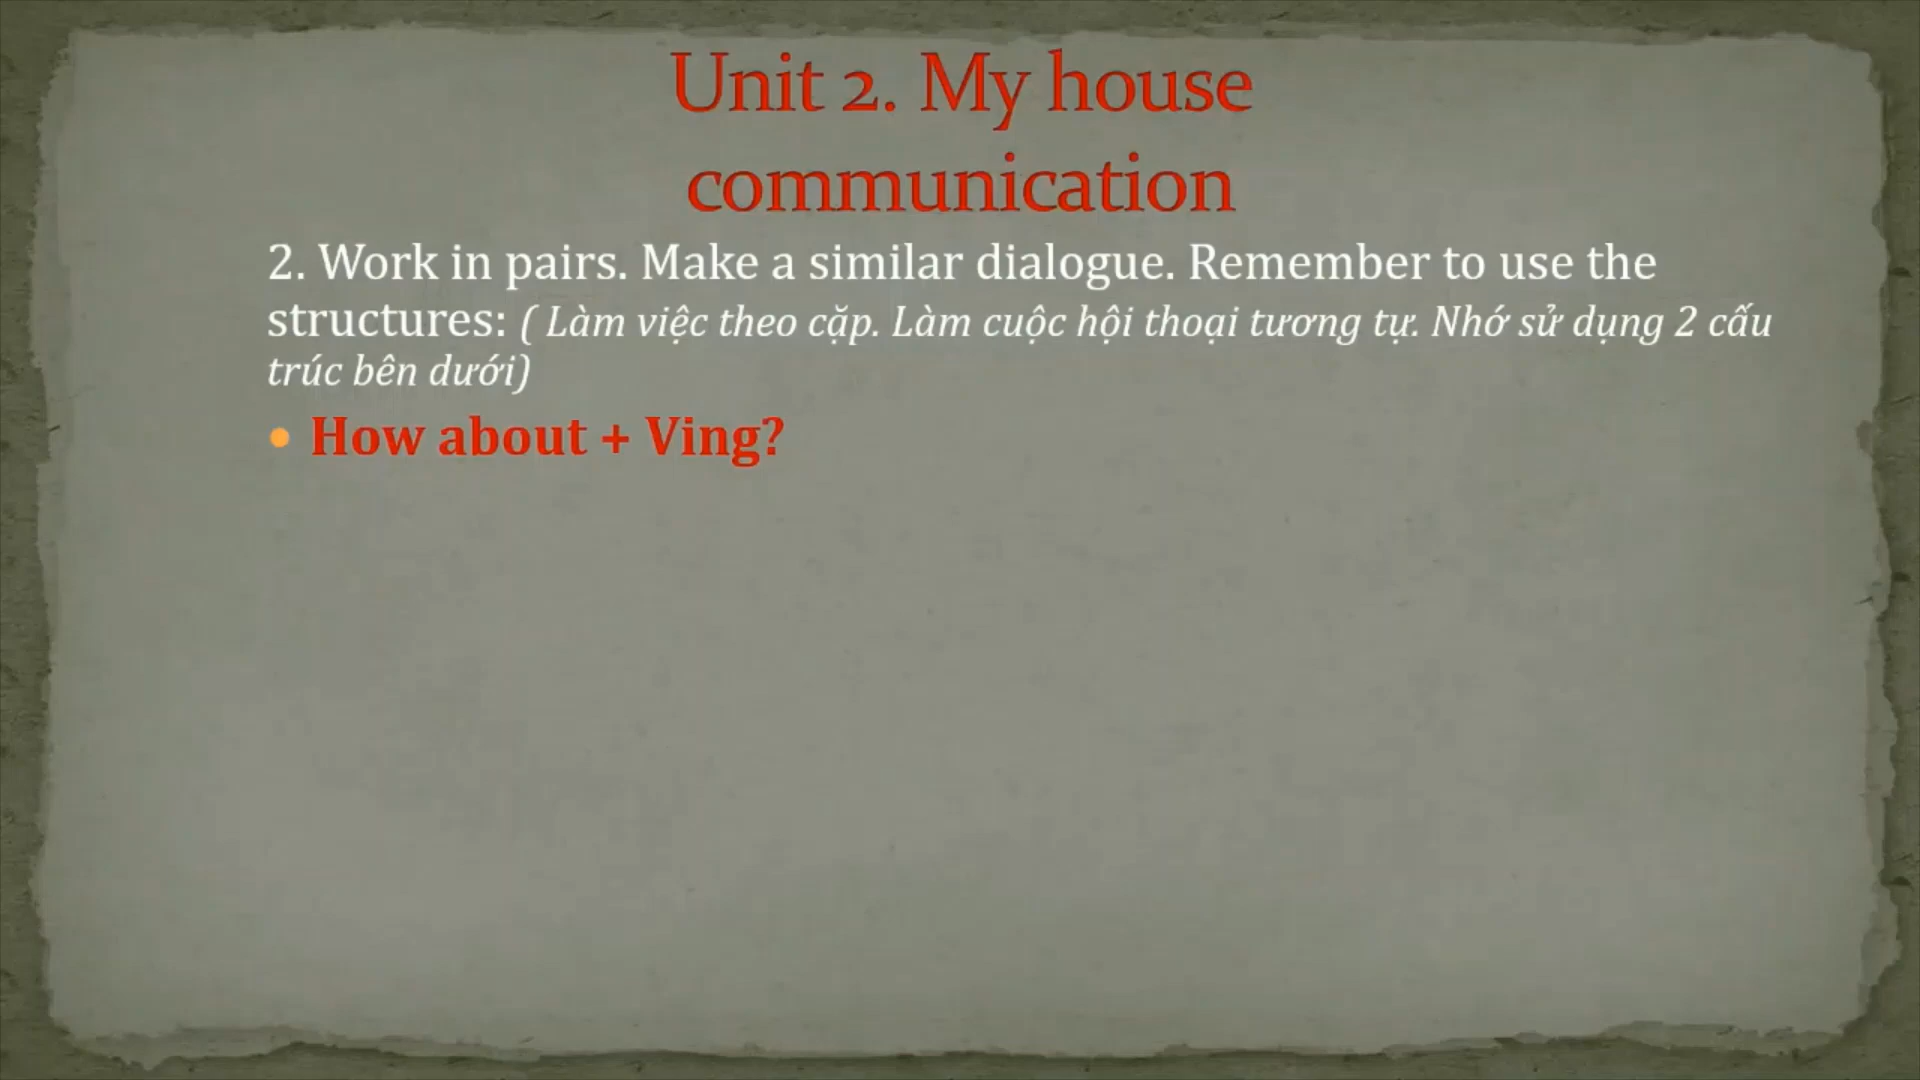 Unit 2. My house
communication
2. Work in pairs. Make a similar dialogue. Remember to use the
structures: ( Làm việc theo cặp. Làm cuộc hội thoại tương tự. Nhớ sử dụng 2 cấu
trúc bên dưới)
• How about + Ving?